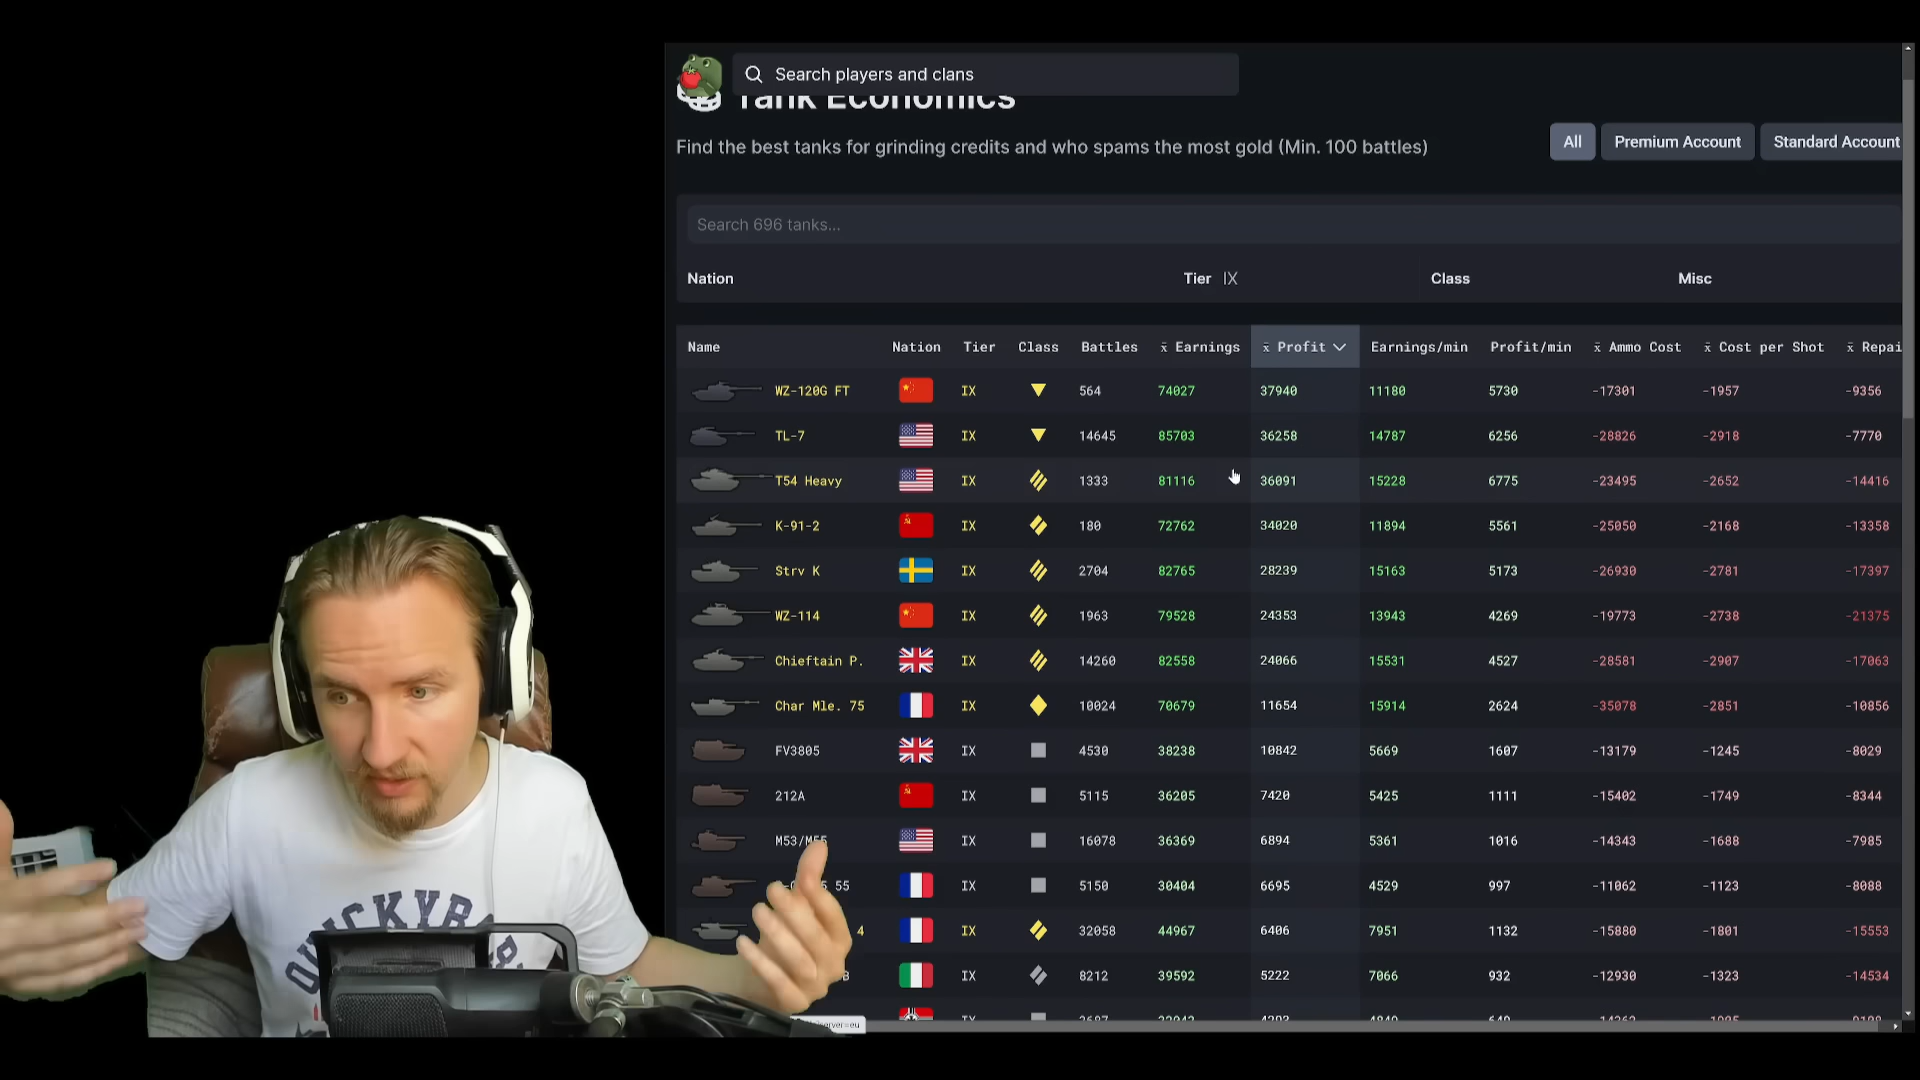 Search players and clans
Tank Economics
Find the best tanks for grinding credits and who spams the most gold (Min. 100 battles)
All Premium Account Standard Account
Search 696 tanks...
Nation Tier IX Class Misc
Name Nation Tier Class Battles x̄ Earnings x̄ Profit Earnings/min Profit/min x̄ Ammo Cost x̄ Cost per Shot x̄ Repai
WZ-120G FT IX 564 74027 37940 11180 5730 -17301 -1957 -9356
TL-7 IX 14645 85703 36258 14787 6256 -28826 -2918 -7770
T54 Heavy IX 1333 81116 36091 15228 6775 -23495 -2652 -14416
K-91-2 IX 180 72762 34020 11894 5561 -25050 -2168 -13358
Strv K IX 2704 82765 28239 15163 5173 -26930 -2781 -17397
WZ-114 IX 1963 79528 24353 13943 4269 -19773 -2738 -21375
Chieftain P. IX 14260 82558 24066 15531 4527 -28581 -2907 -17063
Char Mle. 75 IX 10024 70679 11654 15914 2624 -35078 -2851 -10856
FV3805 IX 4530 38238 10842 5669 1607 -13179 -1245 -8029
212A IX 5115 36205 7420 5425 1111 -15402 -1749 -8344
M53/M55 IX 16078 36369 6894 5361 1016 -14343 -1688 -7985
55 IX 5150 30404 6695 4529 997 -11062 -1123 -8088
4 IX 32058 44967 6406 7951 1132 -15880 -1801 -15553
B IX 8212 39592 5222 7066 932 -12930 -1323 -14534